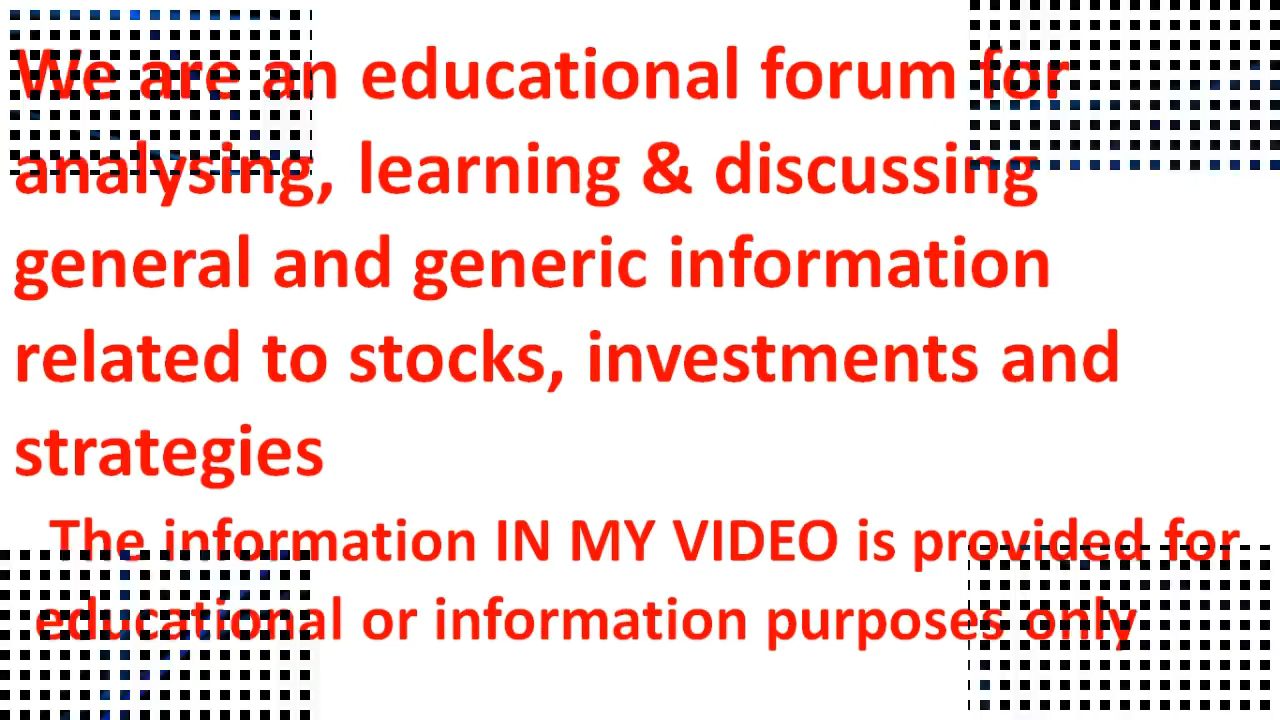 We are an educational forum for
analysing, learning & discussing
general and generic information
related to stocks, investments and
strategies
The information IN MY VIDEO is provided for
educational or information purposes only